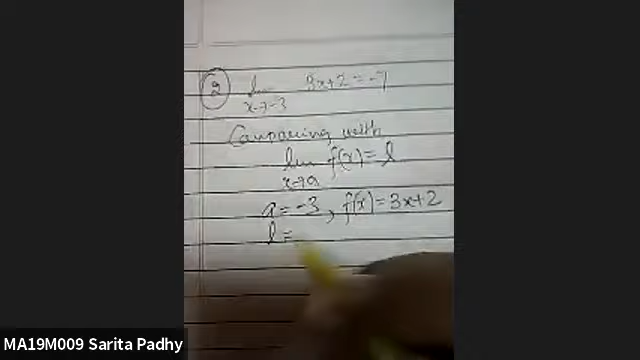 2 lim 3x+2 = -7
x→-3
Comparing with
lim f(x) = l
x→a
a = -3, f(x) = 3x+2
l =
MA19M009 Sarita Padhy